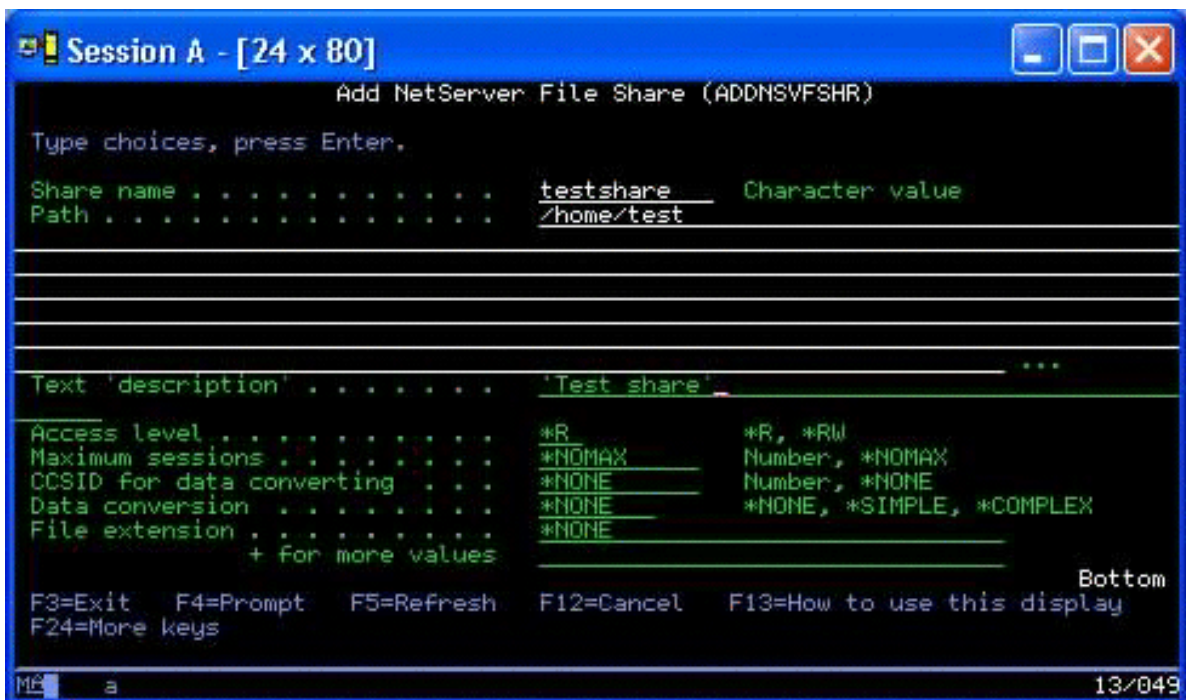 Session A - [24 x 80]
Add NetServer File Share (ADDNSVFSHR)
Type choices, press Enter.
Share name . . . . . . . . . . . testshare Character value
Path . . . . . . . . . . . . . . /home/test
...
Text 'description' . . . . . . . 'Test share'
Access level . . . . . . . . . . *R *R, *RW
Maximum sessions . . . . . . . . *NOMAX Number, *NOMAX
CCSID for data converting . . . *NONE Number, *NONE
Data conversion . . . . . . . . *NONE *NONE, *SIMPLE, *COMPLEX
File extension . . . . . . . . . *NONE
+ for more values
Bottom
F3=Exit F4=Prompt F5=Refresh F12=Cancel F13=How to use this display
F24=More keys
MA a 13/049